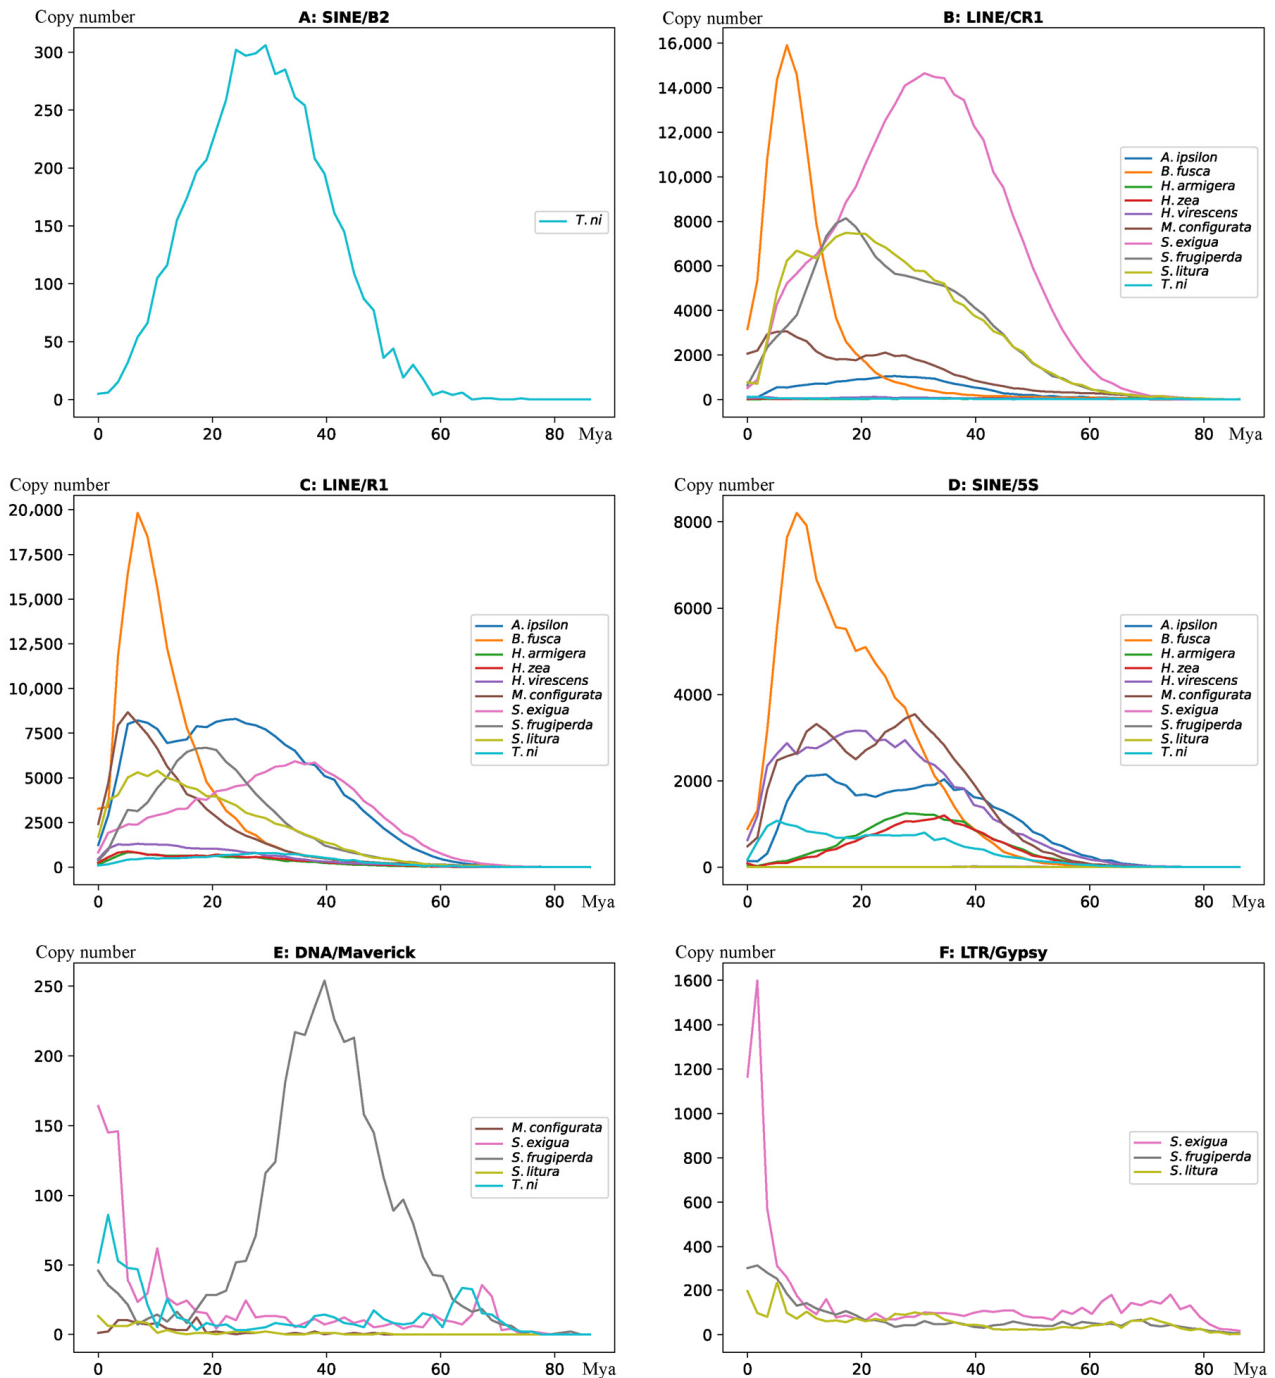 Copy number
A: SINE/B2
300
250
200
150
100
50
0
0 20 40 60 80 Mya
T. ni
Copy number
B: LINE/CR1
16,000
14,000
12,000
10,000
8000
6000
4000
2000
0
0 20 40 60 80 Mya
A. ipsilon
B. fusca
H. armigera
H. zea
H. virescens
M. configurata
S. exigua
S. frugiperda
S. litura
T. ni
Copy number
C: LINE/R1
20,000
17,500
15,000
12,500
10,000
7500
5000
2500
0
0 20 40 60 80 Mya
A. ipsilon
B. fusca
H. armigera
H. zea
H. virescens
M. configurata
S. exigua
S. frugiperda
S. litura
T. ni
Copy number
D: SINE/5S
8000
6000
4000
2000
0
0 20 40 60 80 Mya
A. ipsilon
B. fusca
H. armigera
H. zea
H. virescens
M. configurata
S. exigua
S. frugiperda
S. litura
T. ni
Copy number
E: DNA/Maverick
250
200
150
100
50
0
0 20 40 60 80 Mya
M. configurata
S. exigua
S. frugiperda
S. litura
T. ni
Copy number
F: LTR/Gypsy
1600
1400
1200
1000
800
600
400
200
0
0 20 40 60 80 Mya
S. exigua
S. frugiperda
S. litura